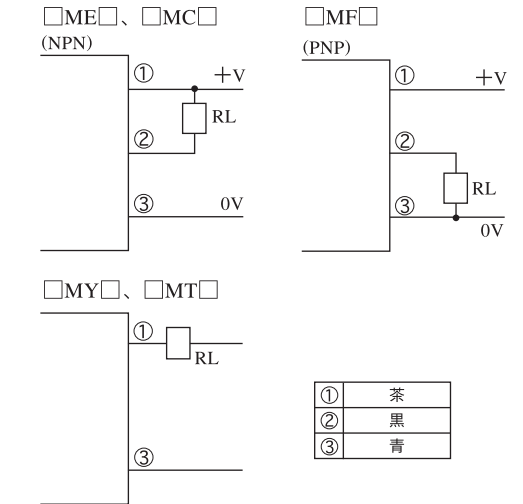 □ME□、□MC□
(NPN)
① +V
RL
②
③ 0V
□MF□
(PNP)
① +V
②
RL
③
0V
□MY□、□MT□
①
RL
③
① 茶
② 黒
③ 青